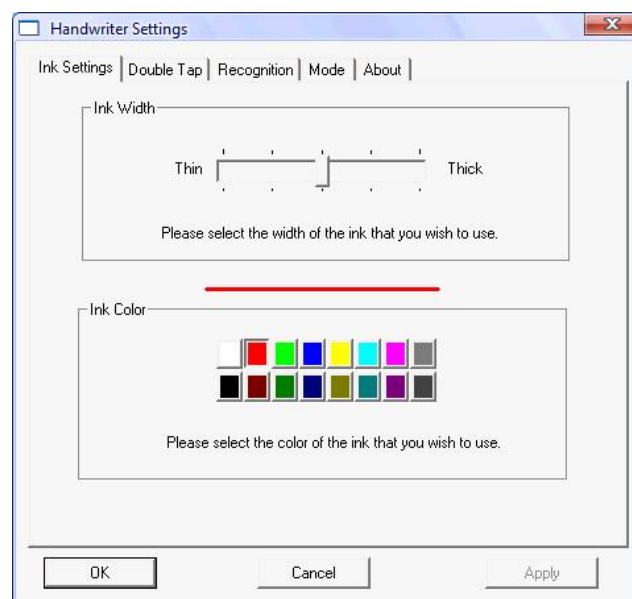 Handwriter Settings
Ink Settings Double Tap Recognition Mode About
Ink Width
Thin Thick
Please select the width of the ink that you wish to use.
Ink Color
Please select the color of the ink that you wish to use.
OK Cancel Apply